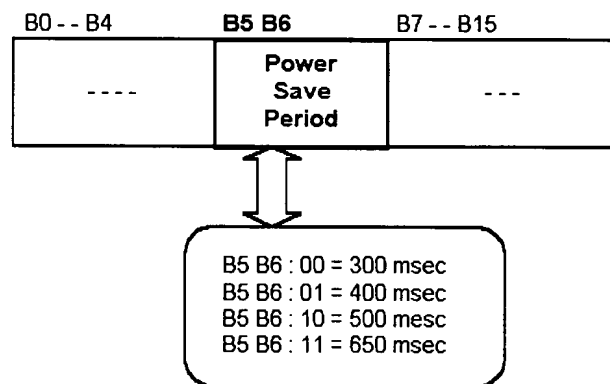 B0 - - B4 B5 B6 B7 - - B15
- - - - Power Save Period - - -
B5 B6 : 00 = 300 msec
B5 B6 : 01 = 400 msec
B5 B6 : 10 = 500 mesc
B5 B6 : 11 = 650 msec